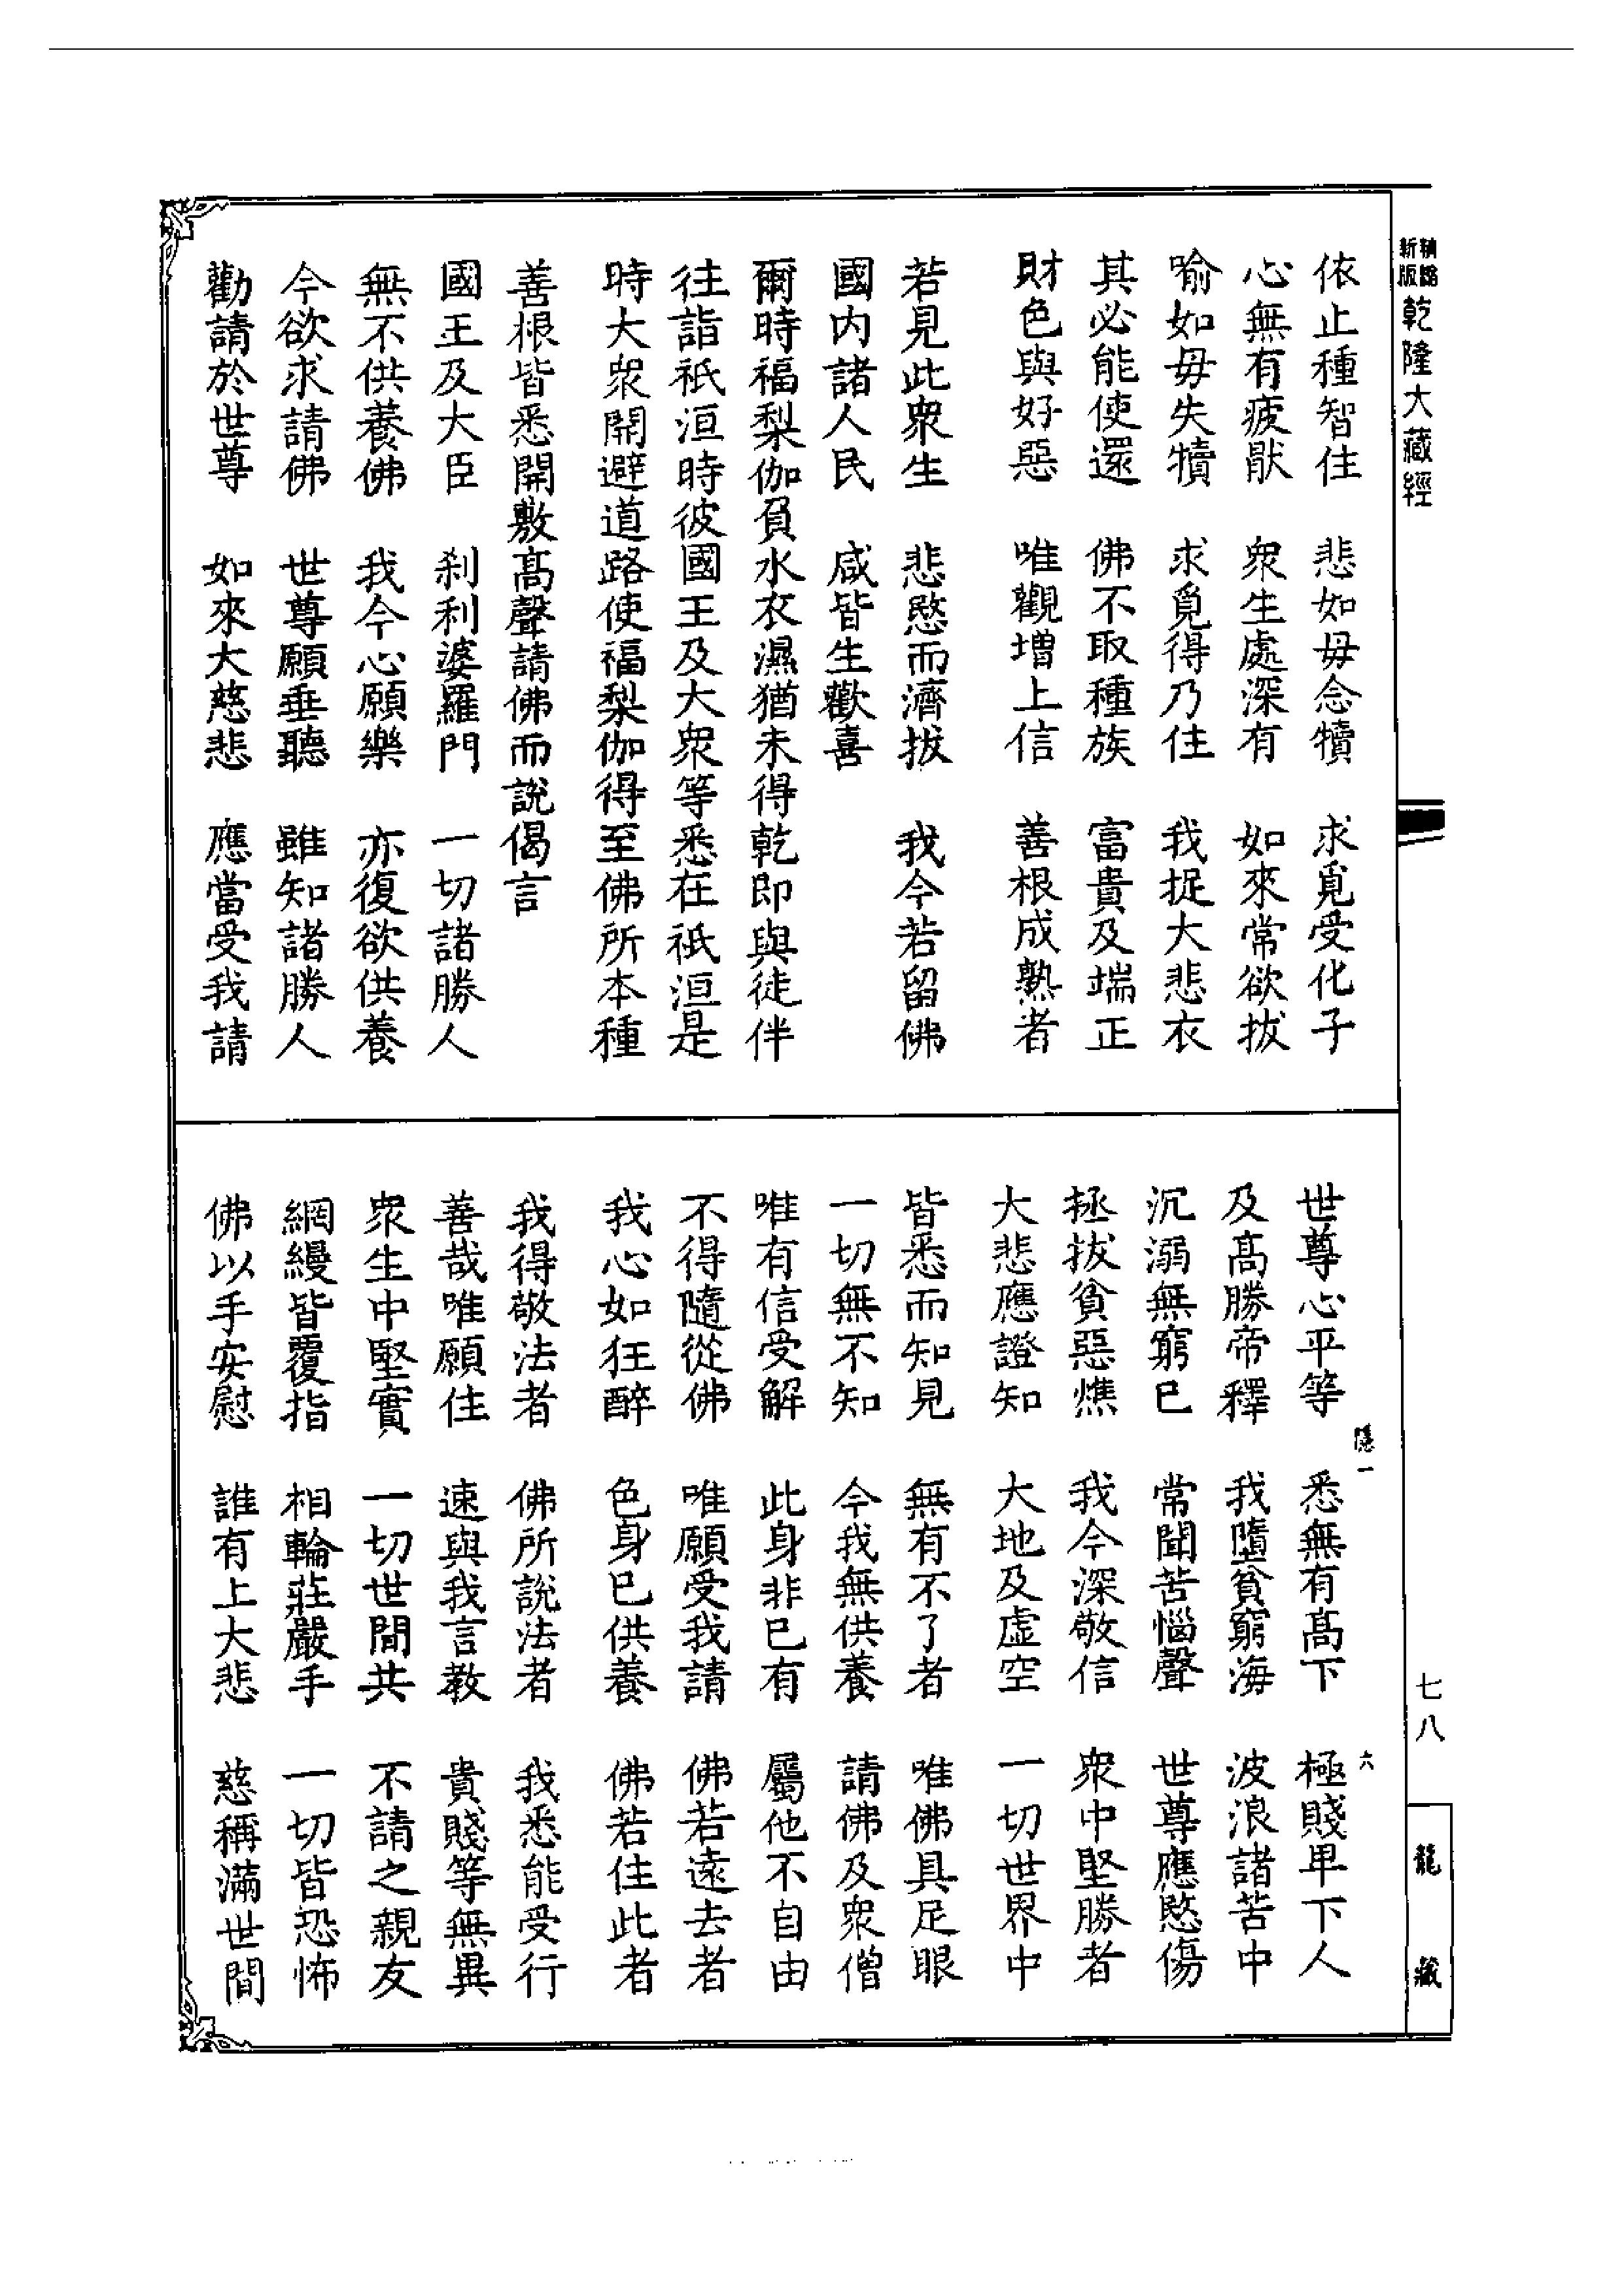 精縮
新版
乾隆大藏經
依止種智住　悲如毋念犢　求覓受化子
心無有疲猒　衆生處深有　如來常欲拔
喻如毋失犢　求覓得乃住　我捉大悲衣
其必能使還　佛不取種族　富貴及端正
財色與好惡　唯觀增上信　善根成熟者
若見此衆生　悲愍而濟拔　我今若留佛
國内諸人民　咸皆生歡喜
爾時福梨伽負水衣濕猶未得乾即與徒伴
往詣祇洹時彼國王及大衆等悉在祇洹是
時大衆開避道路使福梨伽得至佛所本種
善根皆悉開敷髙聲請佛而說偈言
國王及大臣　剎利婆羅門　一切諸勝人
無不供養佛　我今心願樂　亦復欲供養
今欲求請佛　世尊願垂聽　雖知諸勝人
勸請於世尊　如來大慈悲　應當受我請
世尊心平等　悉無有髙下　極賤卑下人
及髙勝帝釋　我墮貧窮海　波浪諸苦中
沉溺無窮已　常聞苦惱聲　世尊應愍傷
拯拔貧惡燋　我今深敬信　衆中堅勝者
大悲應證知　大地及虛空　一切世界中
皆悉而知見　無有不了者　唯佛具足眼
一切無不知　今我無供養　請佛及衆僧
唯有信受解　此身非已有　屬他不自由
不得隨從佛　唯願受我請　佛若遠去者
我心如狂醉　色身已供養　佛若住此者
我得敬法者　佛所說法者　我悉能受行
善哉唯願住　速與我言教　貴賤等無異
衆生中堅實　一切世間共　不請之親友
網縵皆覆指　相輪莊嚴手　一切皆恐怖
佛以手安慰　誰有上大悲　慈稱滿世間
隱一
六
七八
龍藏